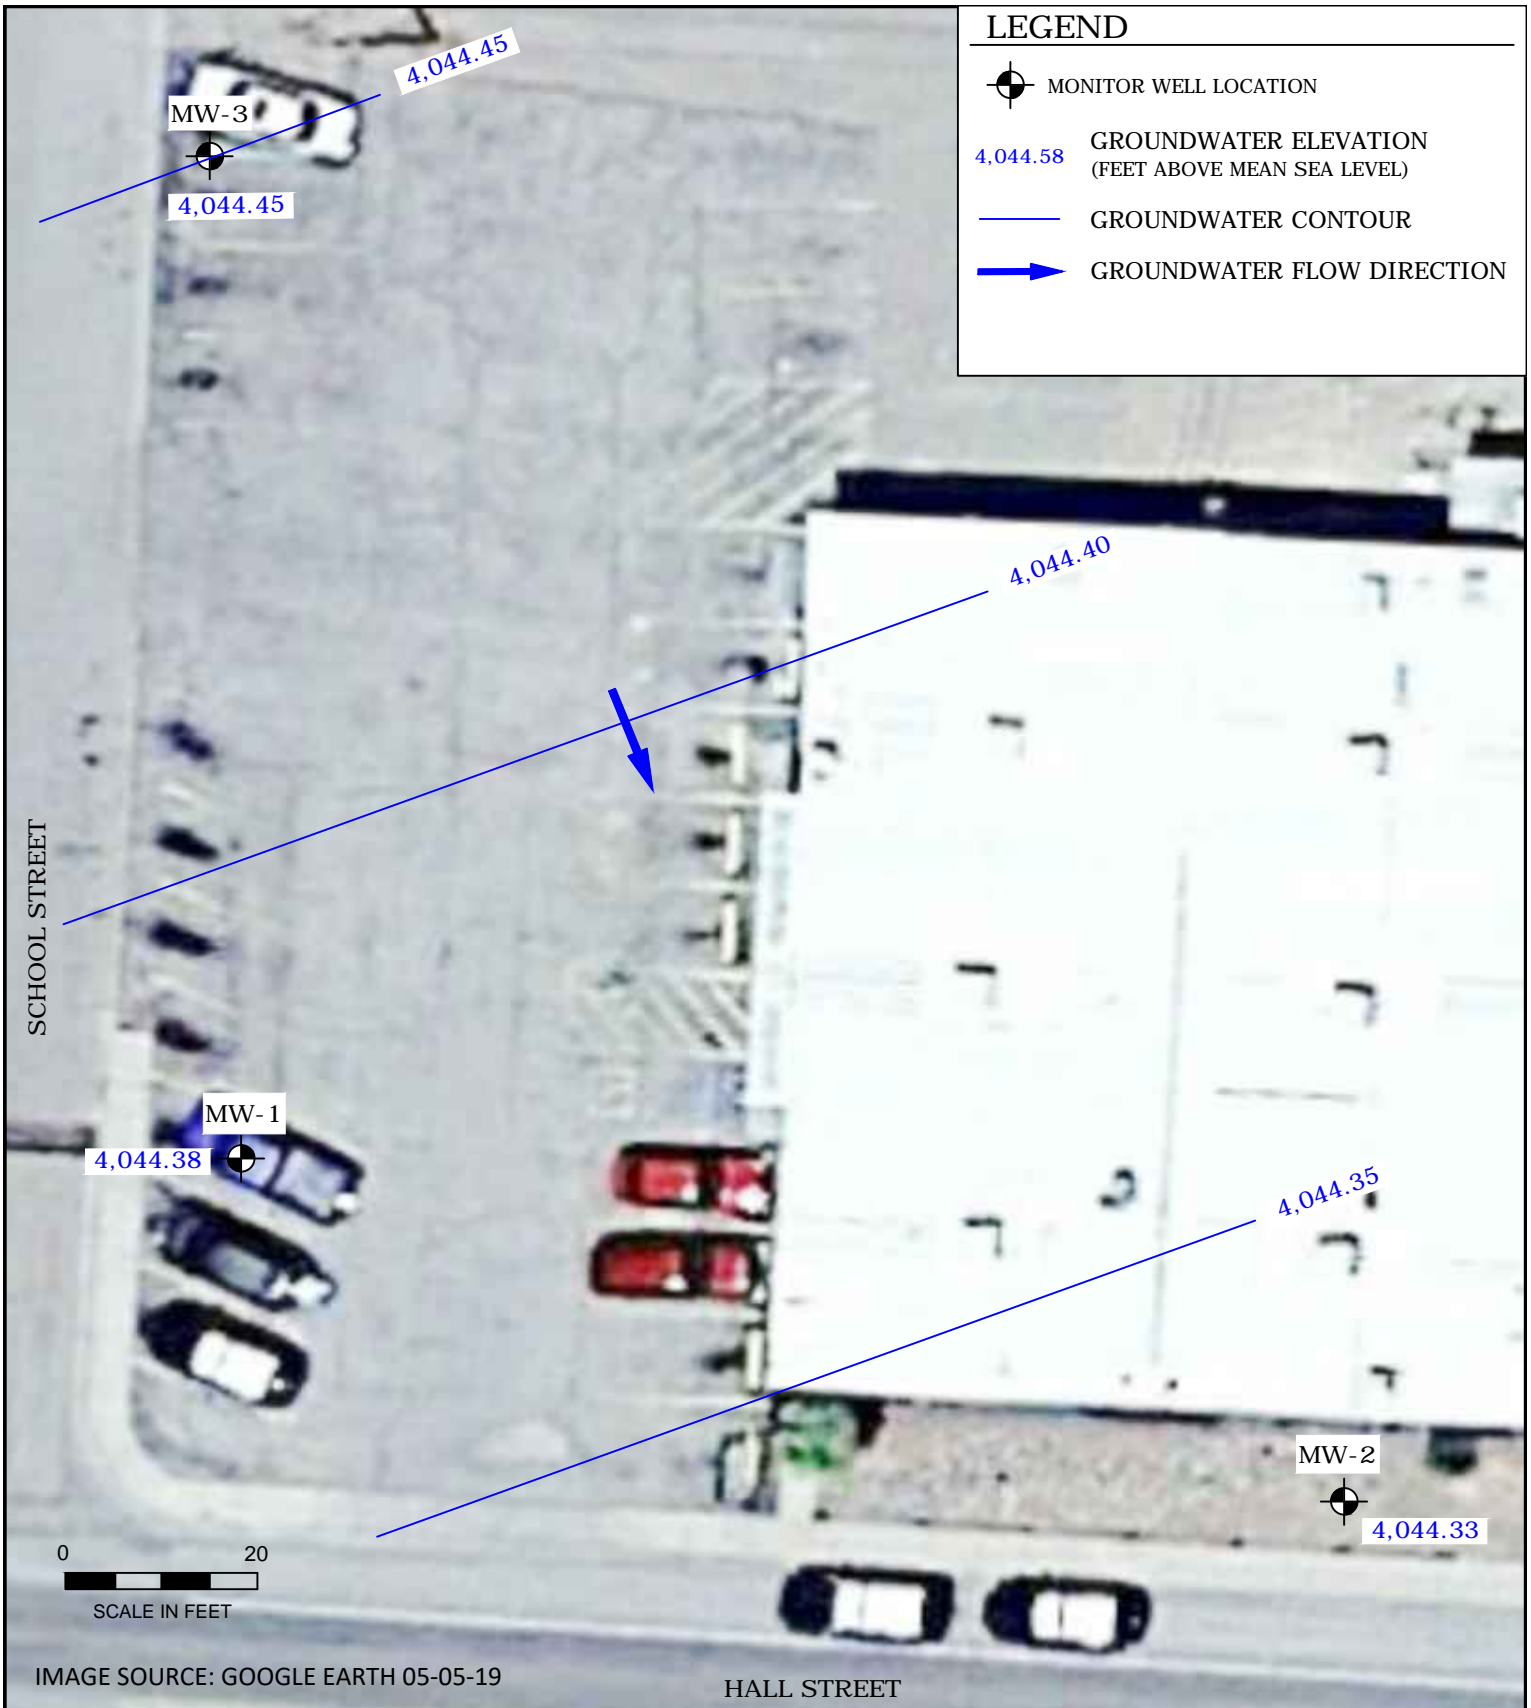 LEGEND
MONITOR WELL LOCATION
4,044.58 GROUNDWATER ELEVATION
(FEET ABOVE MEAN SEA LEVEL)
GROUNDWATER CONTOUR
GROUNDWATER FLOW DIRECTION
4,044.45
MW-3
4,044.45
4,044.40
SCHOOL STREET
MW-1
4,044.38
4,044.35
MW-2
4,044.33
0 20
SCALE IN FEET
IMAGE SOURCE: GOOGLE EARTH 05-05-19
HALL STREET